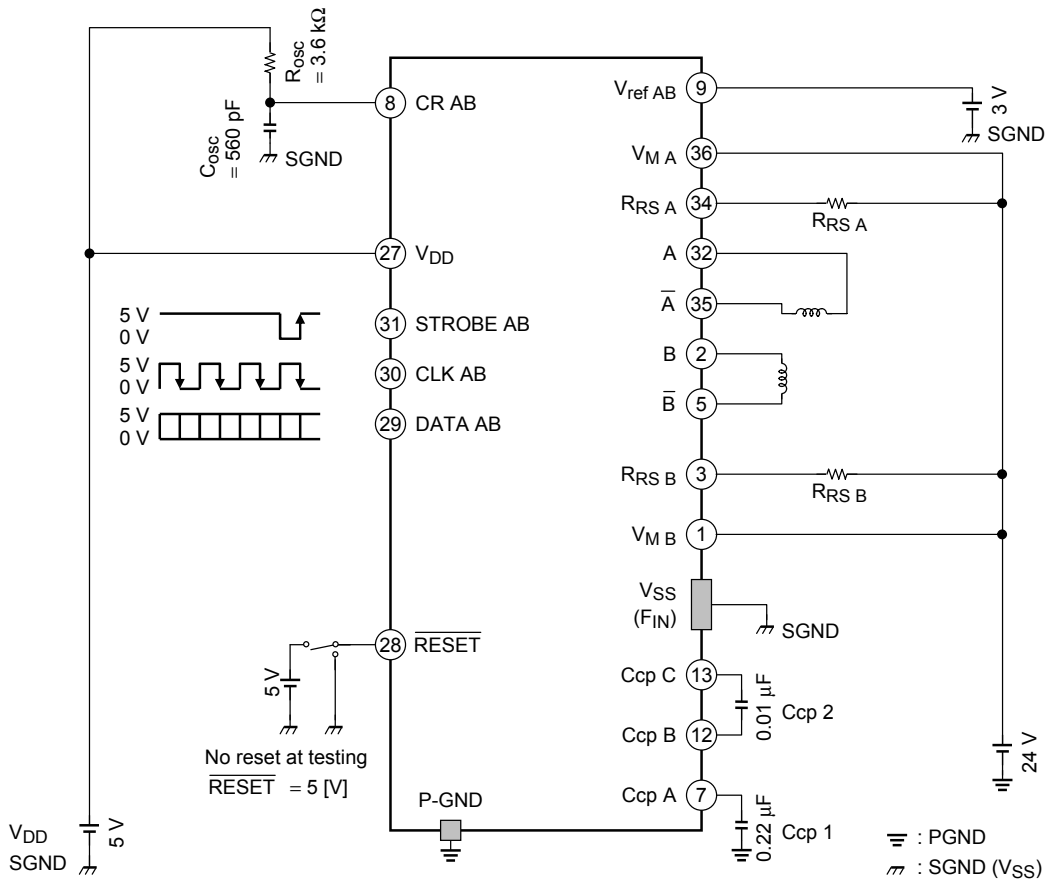 Rosc
= 3.6 kΩ
Cosc
= 560 pF
SGND
8
CR AB
27
VDD
5 V
0 V
31
STROBE AB
5 V
0 V
30
CLK AB
5 V
0 V
29
DATA AB
28
R̅E̅S̅E̅T̅
5 V
No reset at testing
R̅E̅S̅E̅T̅ = 5 [V]
P-GND
VDD
SGND
5 V
Vref AB
9
3 V
SGND
VM A
36
RRS A
34
RRS A
A
32
A̅
35
B
2
B̅
5
RRS B
3
RRS B
VM B
1
VSS
(FIN)
SGND
Ccp C
13
0.01 µF
Ccp 2
Ccp B
12
Ccp A
7
0.22 µF
Ccp 1
24 V
: PGND
: SGND (VSS)